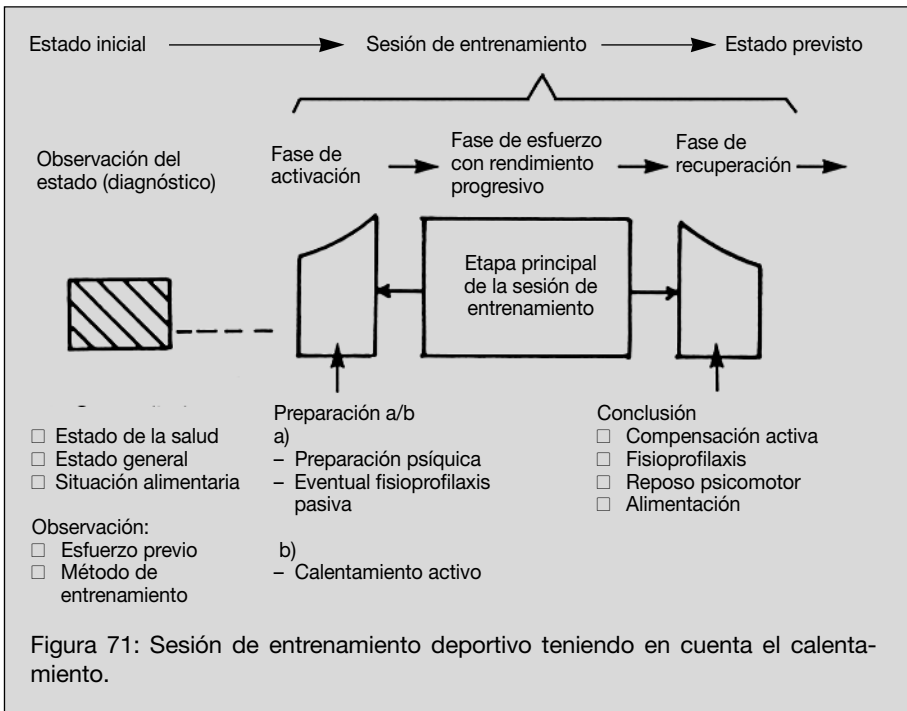 Estado inicial
Sesión de entrenamiento
Estado previsto
Observación del
estado (diagnóstico)
Fase de
activación
Fase de esfuerzo
con rendimiento
progresivo
Fase de
recuperación
Etapa principal
de la sesión de
entrenamiento
□ Estado de la salud
□ Estado general
□ Situación alimentaria
Observación:
□ Esfuerzo previo
□ Método de
entrenamiento
Preparación a/b
a)
– Preparación psíquica
– Eventual fisioprofilaxis
pasiva
b)
– Calentamiento activo
Conclusión
□ Compensación activa
□ Fisioprofilaxis
□ Reposo psicomotor
□ Alimentación
Figura 71: Sesión de entrenamiento deportivo teniendo en cuenta el calenta-
miento.